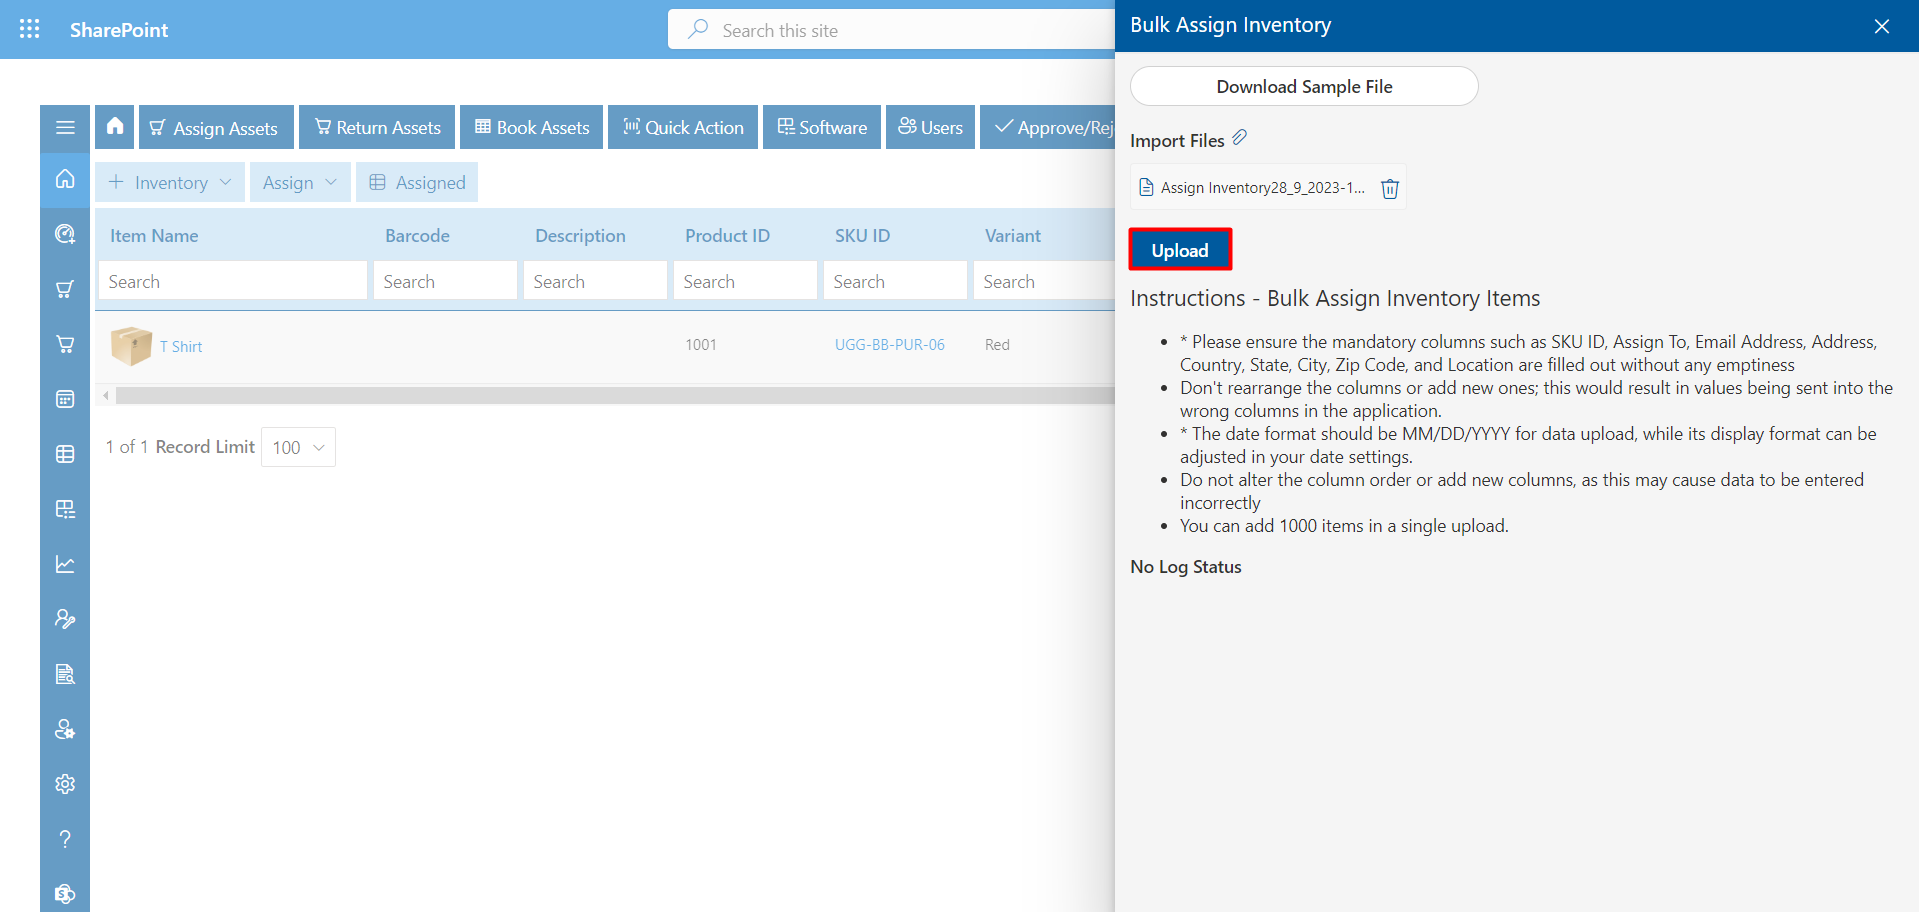 SharePoint
Search this site
Bulk Assign Inventory
Download Sample File
Assign Assets
Return Assets
Book Assets
Quick Action
Software
Users
Approve/Rej
Import Files
Inventory
Assign
Assigned
Assign Inventory28_9_2023-1...
Upload
Item Name
Barcode
Description
Product ID
SKU ID
Variant
Search
Search
Search
Search
Search
Search
T Shirt
1001
UGG-BB-PUR-06
Red
1 of 1 Record Limit 100
Instructions - Bulk Assign Inventory Items
* Please ensure the mandatory columns such as SKU ID, Assign To, Email Address, Address,
Country, State, City, Zip Code, and Location are filled out without any emptiness
Don't rearrange the columns or add new ones; this would result in values being sent into the
wrong columns in the application.
* The date format should be MM/DD/YYYY for data upload, while its display format can be
adjusted in your date settings.
Do not alter the column order or add new columns, as this may cause data to be entered
incorrectly
You can add 1000 items in a single upload.
No Log Status